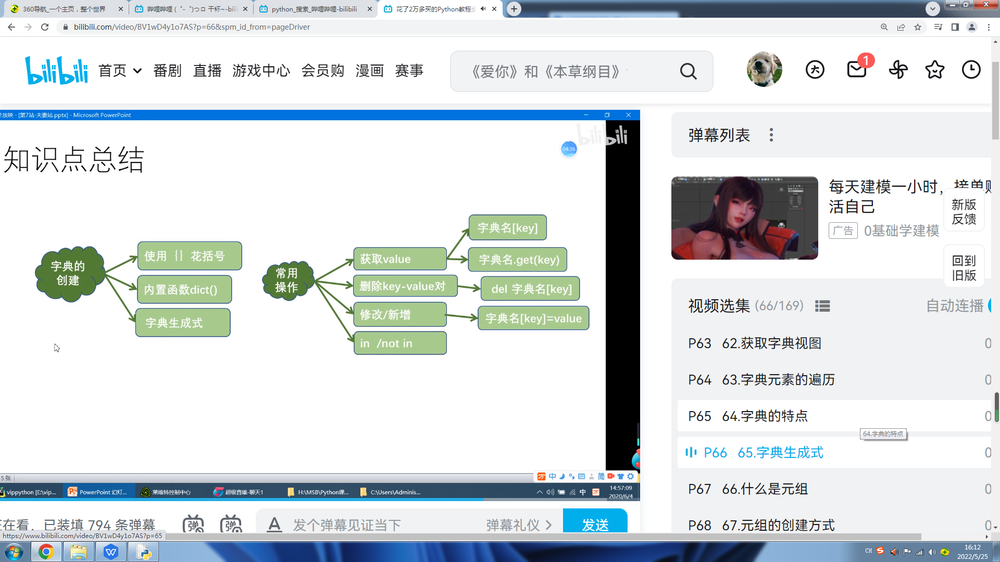 360导航_一个主页，整个世界
哔哩哔哩 ( ゜- ゜)つロ 干杯~-bili
python_搜索_哔哩哔哩-bilibili
花了2万多买的Python教程全
bilibili.com/video/BV1wD4y1o7AS?p=66&spm_id_from=pageDriver
bilibili
首页
番剧
直播
游戏中心
会员购
漫画
赛事
《爱你》和《本草纲目》
大
1
片放映 - [第7站-夫妻站.pptx] - Microsoft PowerPoint
bilibili
04:36
知识点总结
字典的
创建
使用 {} 花括号
内置函数dict()
字典生成式
常用
操作
获取value
字典名[key]
字典名.get(key)
删除key-value对
del 字典名[key]
修改/新增
字典名[key]=value
in /not in
5 张
中
简
vippython [E:\vip...
PowerPoint 幻灯...
莱维特控制中心
超级音雄-聊天1
H:\MSB\Python课...
C:\Users\Adminis...
中
14:57:09
2020/6/4
正在看，已装填 794 条弹幕
弹
弹
A
发个弹幕见证当下
弹幕礼仪
发送
弹幕列表
每天建模一小时，接单
活自己
广告
0基础学建模
新版
反馈
回到
旧版
视频选集
(66/169)
自动连播
P63 62.获取字典视图
0
P64 63.字典元素的遍历
0
P65 64.字典的特点
0
64.字典的特点
P66 65.字典生成式
0
P67 66.什么是元组
0
P68 67.元组的创建方式
0
https://www.bilibili.com/video/BV1wD4y1o7AS?p=65
CH
16:12
2022/5/25